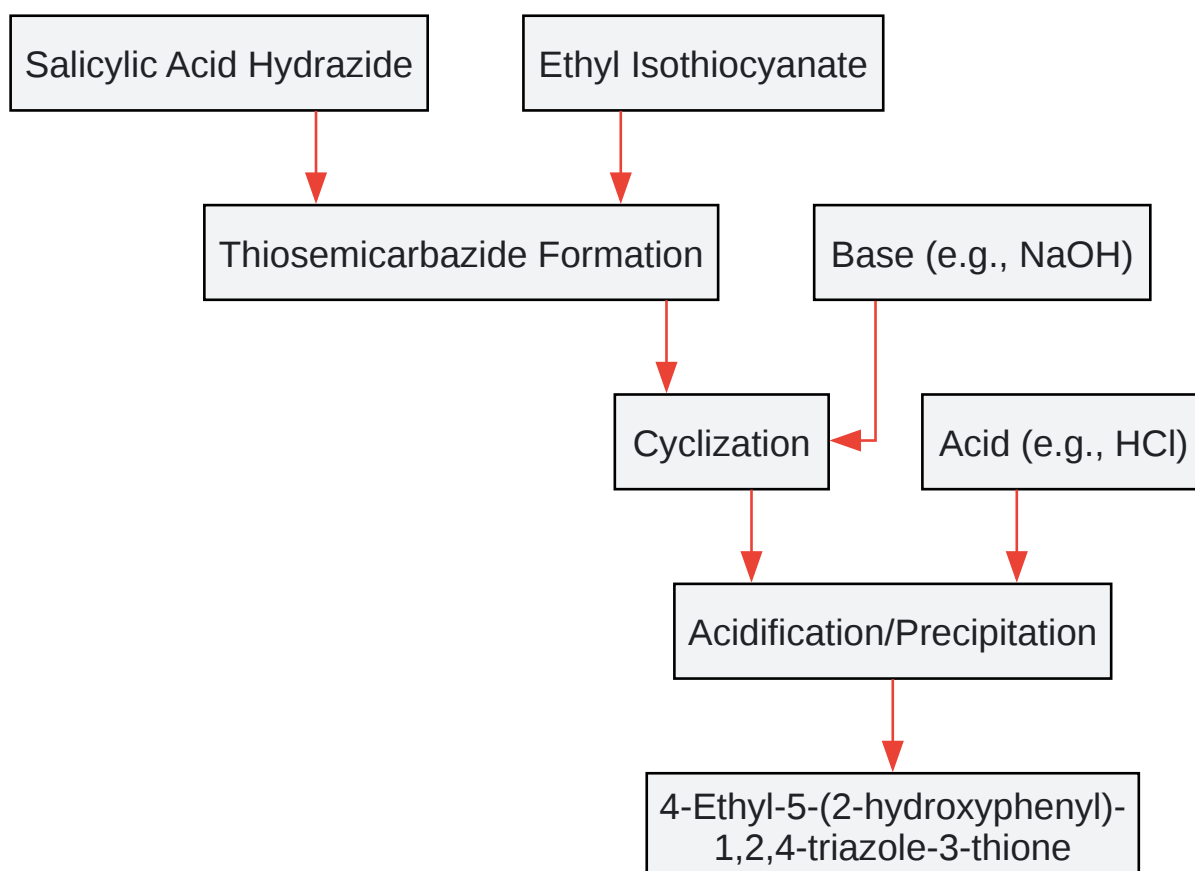 Salicylic Acid Hydrazide
Ethyl Isothiocyanate
Thiosemicarbazide Formation
Base (e.g., NaOH)
Cyclization
Acid (e.g., HCl)
Acidification/Precipitation
4-Ethyl-5-(2-hydroxyphenyl)-
1,2,4-triazole-3-thione